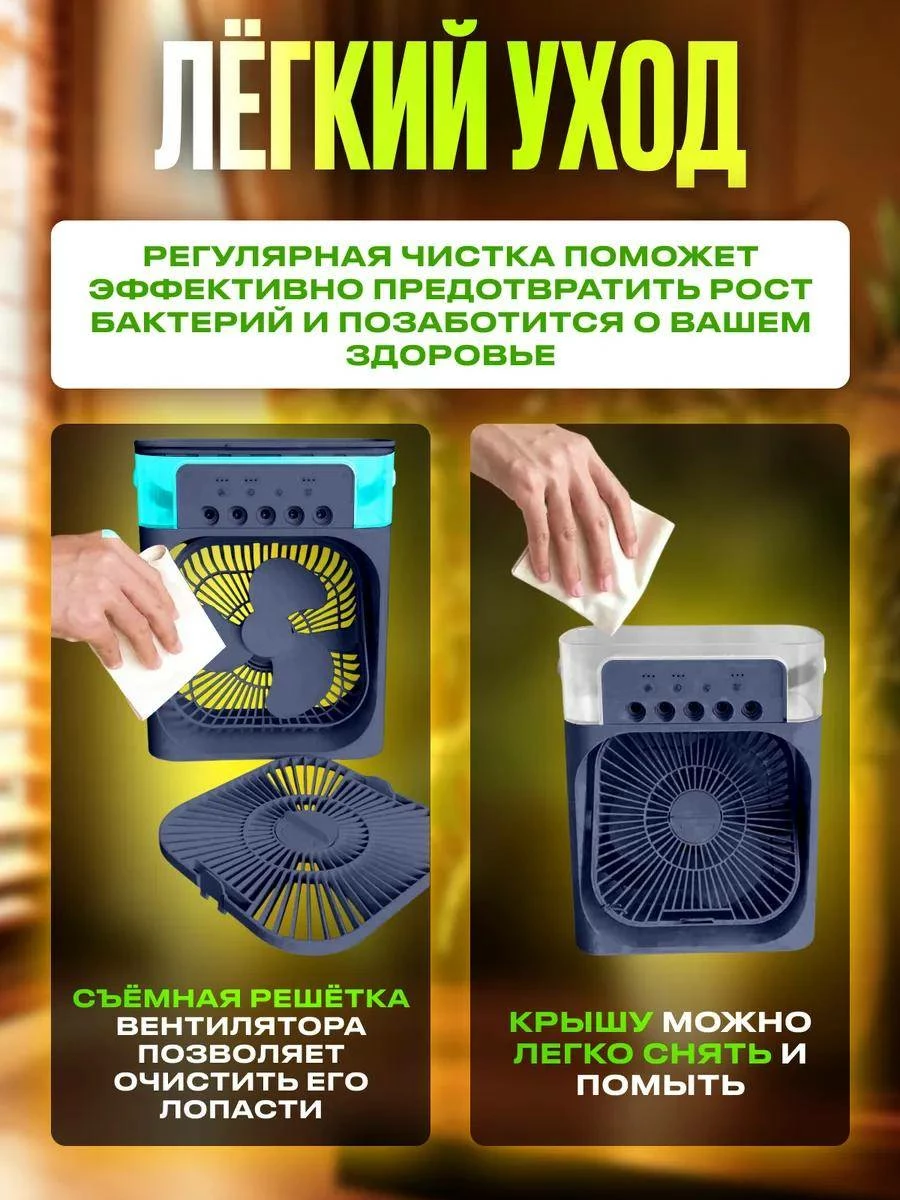 ЛЁГКИЙ УХОД
РЕГУЛЯРНАЯ ЧИСТКА ПОМОЖЕТ
ЭФФЕКТИВНО ПРЕДОТВРАТИТЬ РОСТ
БАКТЕРИЙ И ПОЗАБОТИТСЯ О ВАШЕМ
ЗДОРОВЬЕ
СЪЁМНАЯ РЕШЁТКА
ВЕНТИЛЯТОРА
ПОЗВОЛЯЕТ
ОЧИСТИТЬ ЕГО
ЛОПАСТИ
КРЫШУ МОЖНО
ЛЕГКО СНЯТЬ И
ПОМЫТЬ